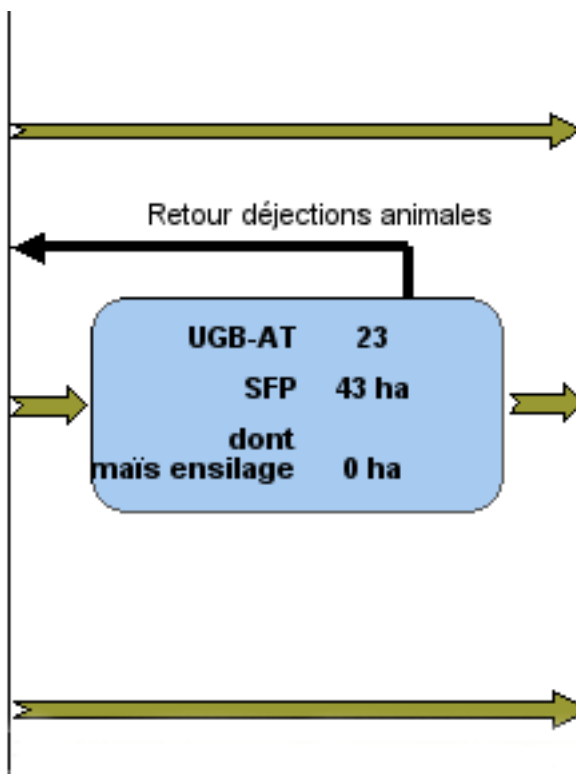 Retour déjections animales
UGB-AT 23
SFP 43 ha
dont
maïs ensilage 0 ha